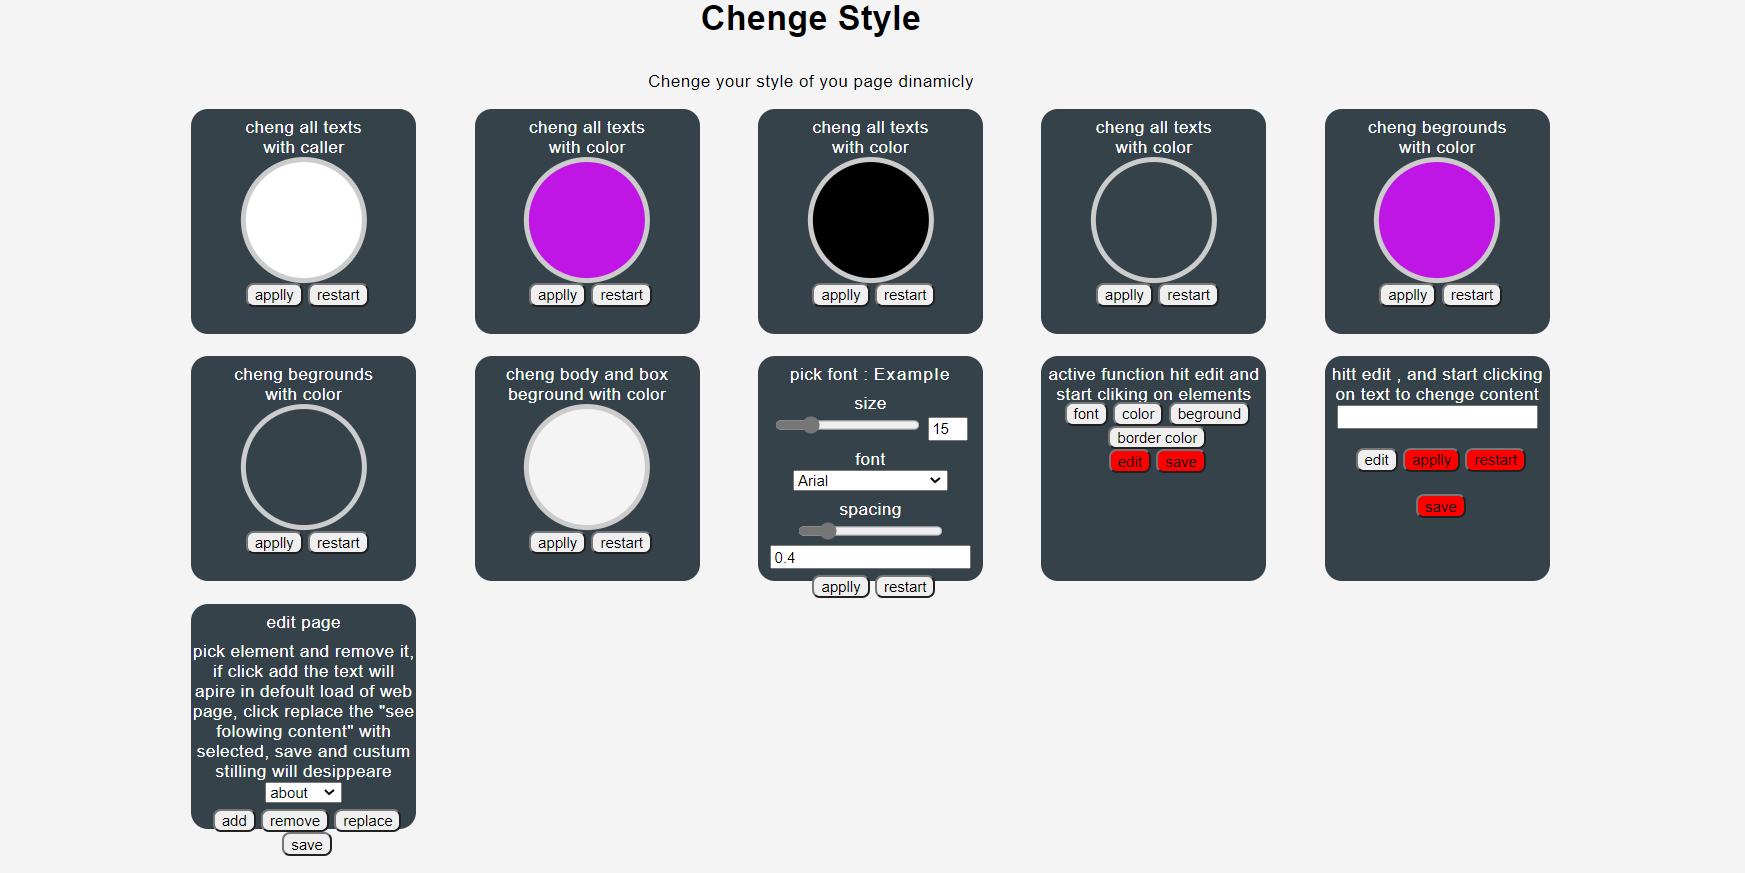 Chenge Style
Chenge your style of you page dinamicly
cheng all texts
with caller
applly restart
cheng all texts
with color
applly restart
cheng all texts
with color
applly restart
cheng all texts
with color
applly restart
cheng begrounds
with color
applly restart
cheng begrounds
with color
applly restart
cheng body and box
beground with color
applly restart
pick font : Example
size
15
font
Arial
spacing
0.4
applly restart
active function hit edit and
start cliking on elements
font color beground
border color
edit save
hitt edit , and start clicking
on text to chenge content
edit applly restart
save
edit page
pick element and remove it,
if click add the text will
apire in defoult load of web
page, click replace the "see
folowing content" with
selected, save and custum
stilling will desippeare
about
add remove replace
save